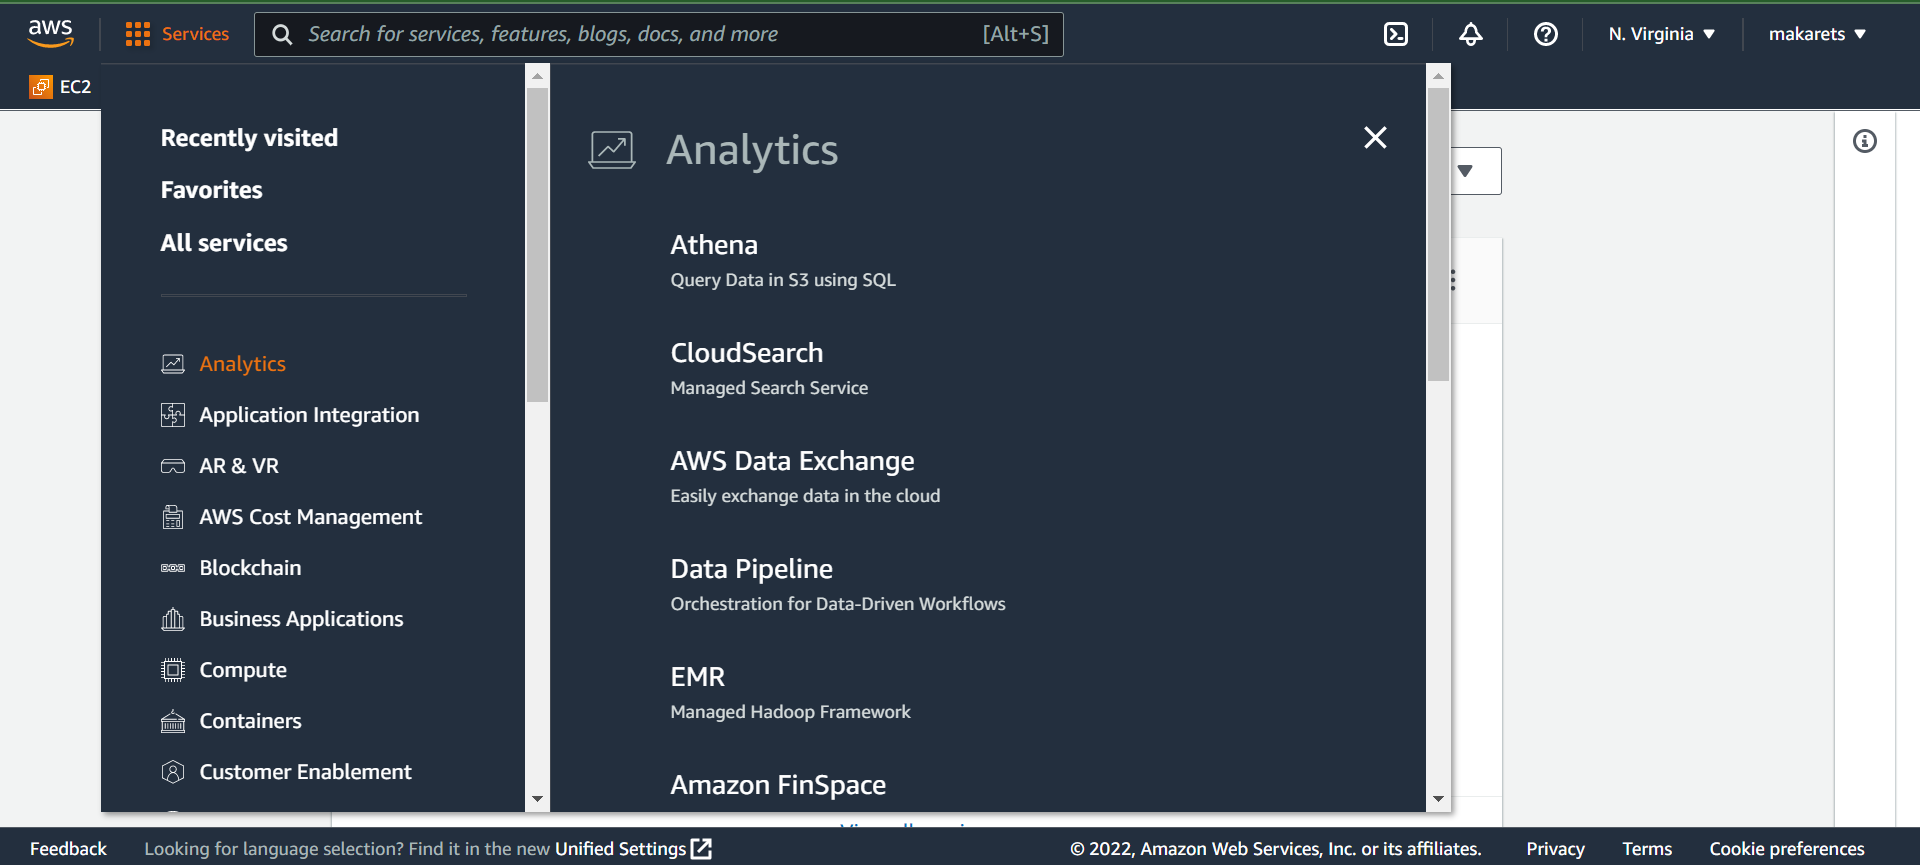 aws
Services
Search for services, features, blogs, docs, and more [Alt+S]
N. Virginia
makarets
EC2
Recently visited
Favorites
All services
Analytics
Application Integration
AR & VR
AWS Cost Management
Blockchain
Business Applications
Compute
Containers
Customer Enablement
Analytics
Athena
Query Data in S3 using SQL
CloudSearch
Managed Search Service
AWS Data Exchange
Easily exchange data in the cloud
Data Pipeline
Orchestration for Data-Driven Workflows
EMR
Managed Hadoop Framework
Amazon FinSpace
Feedback
Looking for language selection? Find it in the new Unified Settings
© 2022, Amazon Web Services, Inc. or its affiliates.
Privacy
Terms
Cookie preferences